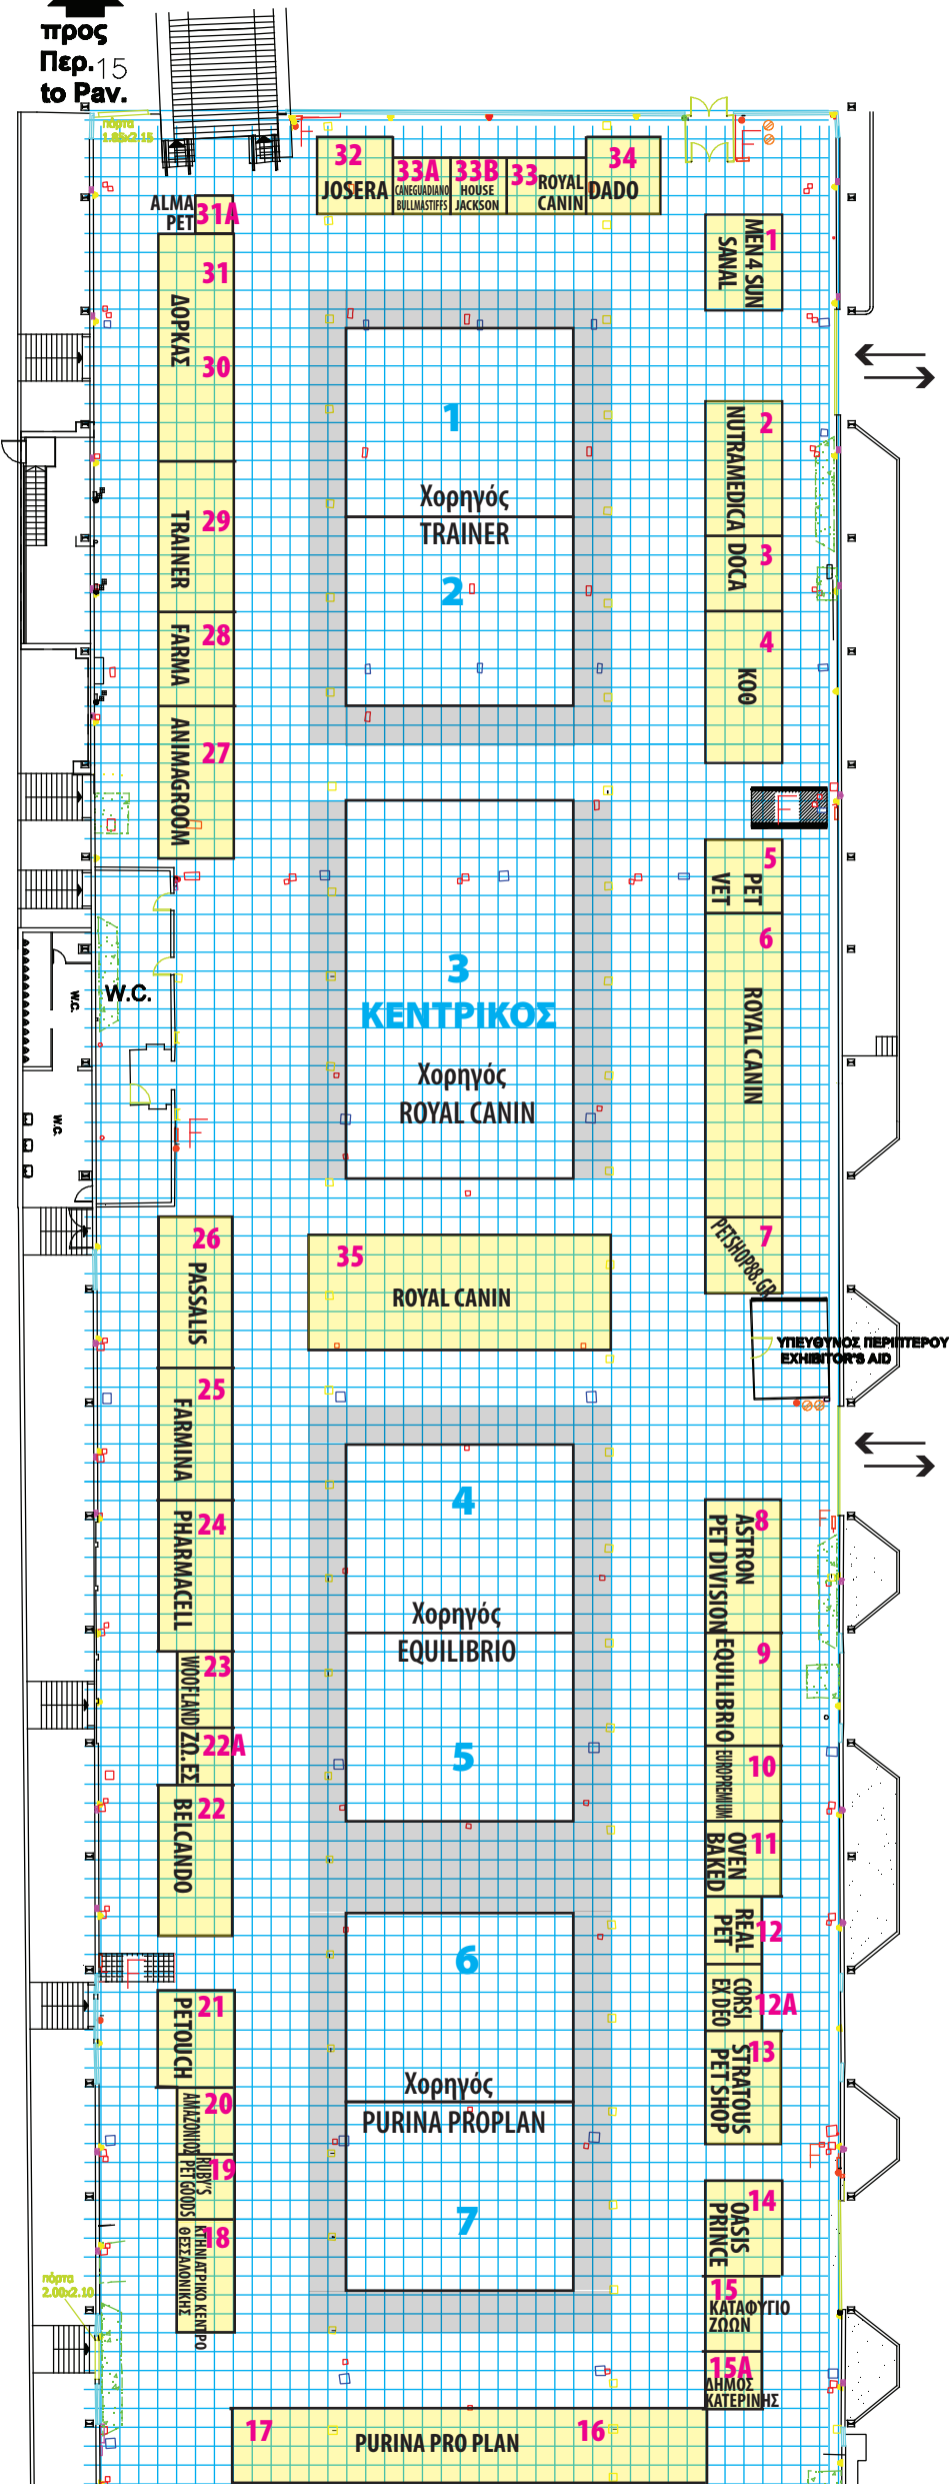 προς
Περ.15
to Pav.
πόρτα
1.85x2.15
32
JOSERA
33A
CANEGUADIANO
BULLMASTIFFS
33B
HOUSE
JACKSON
33
ROYAL
CANIN
34
DADO
ALMA
PET
31A
31
ΔΟΡΚΑΣ
30
1
MEN4 SUN
SANAL
1
Χορηγός
TRAINER
2
2
NUTRAMEDICA
3
DOCA
4
ΚΟΘ
29
TRAINER
28
FARMA
27
ANIMAGROOM
F
5
PET
VET
6
ROYAL CANIN
3
ΚΕΝΤΡΙΚΟΣ
Χορηγός
ROYAL CANIN
W.C.
W.C.
W.C.
F
7
PETSHOP88.GR
26
PASSALIS
35
ROYAL CANIN
ΥΠΕΥΘΥΝΟΣ ΠΕΡΙΠΤΕΡΟΥ
EXHIBITOR'S AID
25
FARMINA
24
PHARMACELL
4
Χορηγός
EQUILIBRIO
5
8
ASTRON
PET DIVISION
9
EQUILIBRIO
10
EUROPREMIUM
11
OVEN
BAKED
23
WOOFLAND
22A
ΖΩ.ΕΣ
22
BELCANDO
12
REAL
PET
12A
CORSI
EX DEO
13
STRATOUS
PET SHOP
6
Χορηγός
PURINA PROPLAN
7
F
21
PETOUCH
20
ΑΜΑΖΟΝΙΟΣ
19
RUBY'S
PET GOODS
18
ΚΤΗΝΙΑΤΡΙΚΟ ΚΕΝΤΡΟ
ΘΕΣΣΑΛΟΝΙΚΗΣ
F
14
OASIS
PRINCE
15
ΚΑΤΑΦΥΓΙΟ
ΖΩΩΝ
15A
ΔΗΜΟΣ
ΚΑΤΕΡΙΝΗΣ
πόρτα
2.00x2.10
17
PURINA PRO PLAN
16